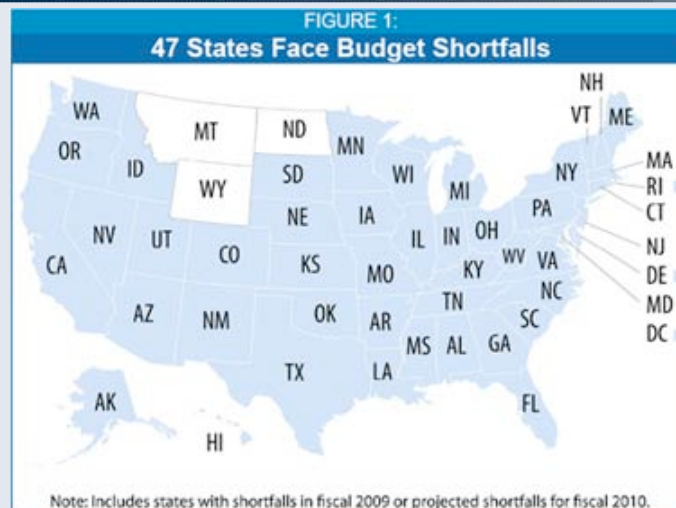 FIGURE 1:
47 States Face Budget Shortfalls
NH
VT ME
WA
MT
ND
MN
OR
ID
SD
WI
MI
NY
MA
RI
CT
WY
NE
IA
PA
NJ
NV
UT
CO
IL
IN
OH
WV
VA
DE
CA
KS
MO
KY
NC
MD
AZ
NM
OK
AR
TN
SC
DC
MS
AL
GA
TX
LA
AK
FL
HI
Note: Includes states with shortfalls in fiscal 2009 or projected shortfalls for fiscal 2010.